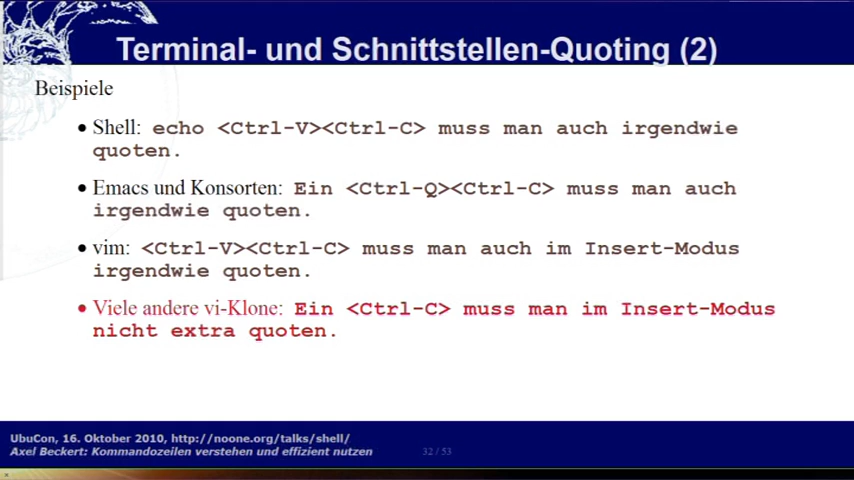 Terminal- und Schnittstellen-Quoting (2)
Beispiele
• Shell: echo <Ctrl-V><Ctrl-C> muss man auch irgendwie
quoten.
• Emacs und Konsorten: Ein <Ctrl-Q><Ctrl-C> muss man auch
irgendwie quoten.
• vim: <Ctrl-V><Ctrl-C> muss man auch im Insert-Modus
irgendwie quoten.
• Viele andere vi-Klone: Ein <Ctrl-C> muss man im Insert-Modus
nicht extra quoten.
UbuCon, 16. Oktober 2010, http://noone.org/talks/shell/
Axel Beckert: Kommandozeilen verstehen und effizient nutzen
32 / 53